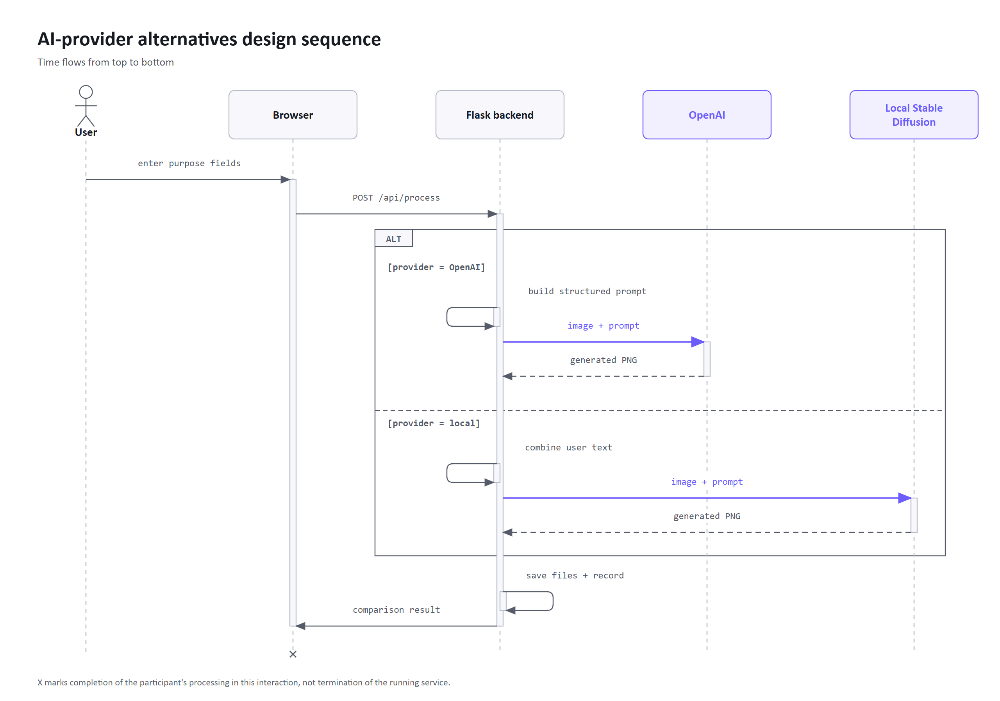 AI-provider alternatives design sequence
Time flows from top to bottom
User
Browser
Flask backend
OpenAI
Local Stable
Diffusion
enter purpose fields
POST /api/process
ALT
[provider = OpenAI]
build structured prompt
image + prompt
generated PNG
[provider = local]
combine user text
image + prompt
generated PNG
save files + record
comparison result
X marks completion of the participant's processing in this interaction, not termination of the running service.